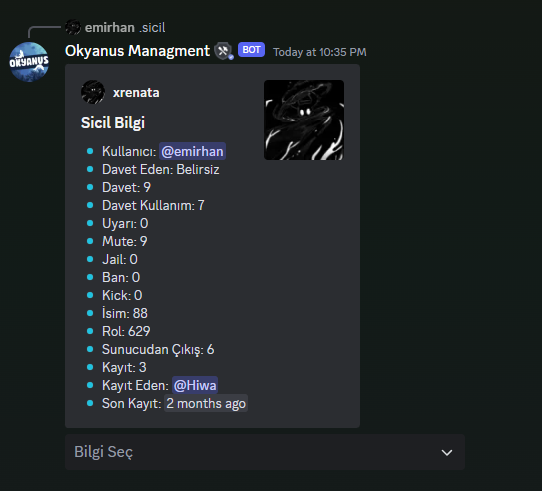 emirhan .sicil
OKYANUS
Okyanus Managment BOT Today at 10:35 PM
xrenata
Sicil Bilgi
Kullanıcı: @emirhan
Davet Eden: Belirsiz
Davet: 9
Davet Kullanım: 7
Uyarı: 0
Mute: 9
Jail: 0
Ban: 0
Kick: 0
İsim: 88
Rol: 629
Sunucudan Çıkış: 6
Kayıt: 3
Kayıt Eden: @Hiwa
Son Kayıt: 2 months ago
Bilgi Seç